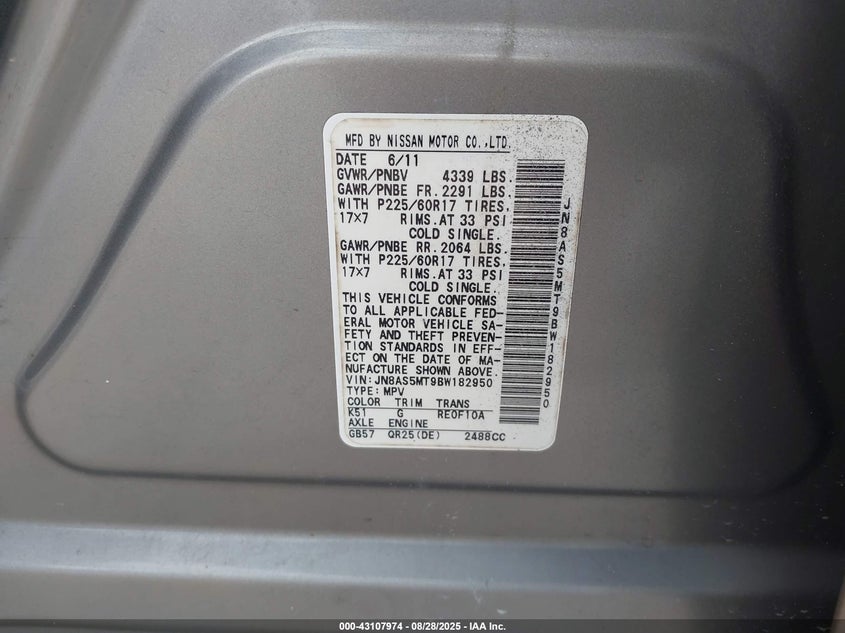 MFD BY NISSAN MOTOR CO.,LTD.
DATE 6/11
GVWR/PNBV 4339 LBS.
GAWR/PNBE FR. 2291 LBS.
WITH P225/60R17 TIRES,
17×7 RIMS.AT 33 PSI
COLD SINGLE.
GAWR/PNBE RR. 2064 LBS.
WITH P225/60R17 TIRES,
17×7 RIMS.AT 33 PSI
COLD SINGLE.
THIS VEHICLE CONFORMS
TO ALL APPLICABLE FED-
ERAL MOTOR VEHICLE SA-
FETY AND THEFT PREVEN-
TION STANDARDS IN EFF-
ECT ON THE DATE OF MA-
NUFACTURE SHOWN ABOVE.
VIN: JN8AS5MT9BW182950
TYPE: MPV
COLOR TRIM TRANS
K51 G RE0F10A
AXLE ENGINE
GB57 QR25(DE) 2488CC
JN8AS5MT9BW182950
000-43107974 - 08/28/2025 - IAA Inc.